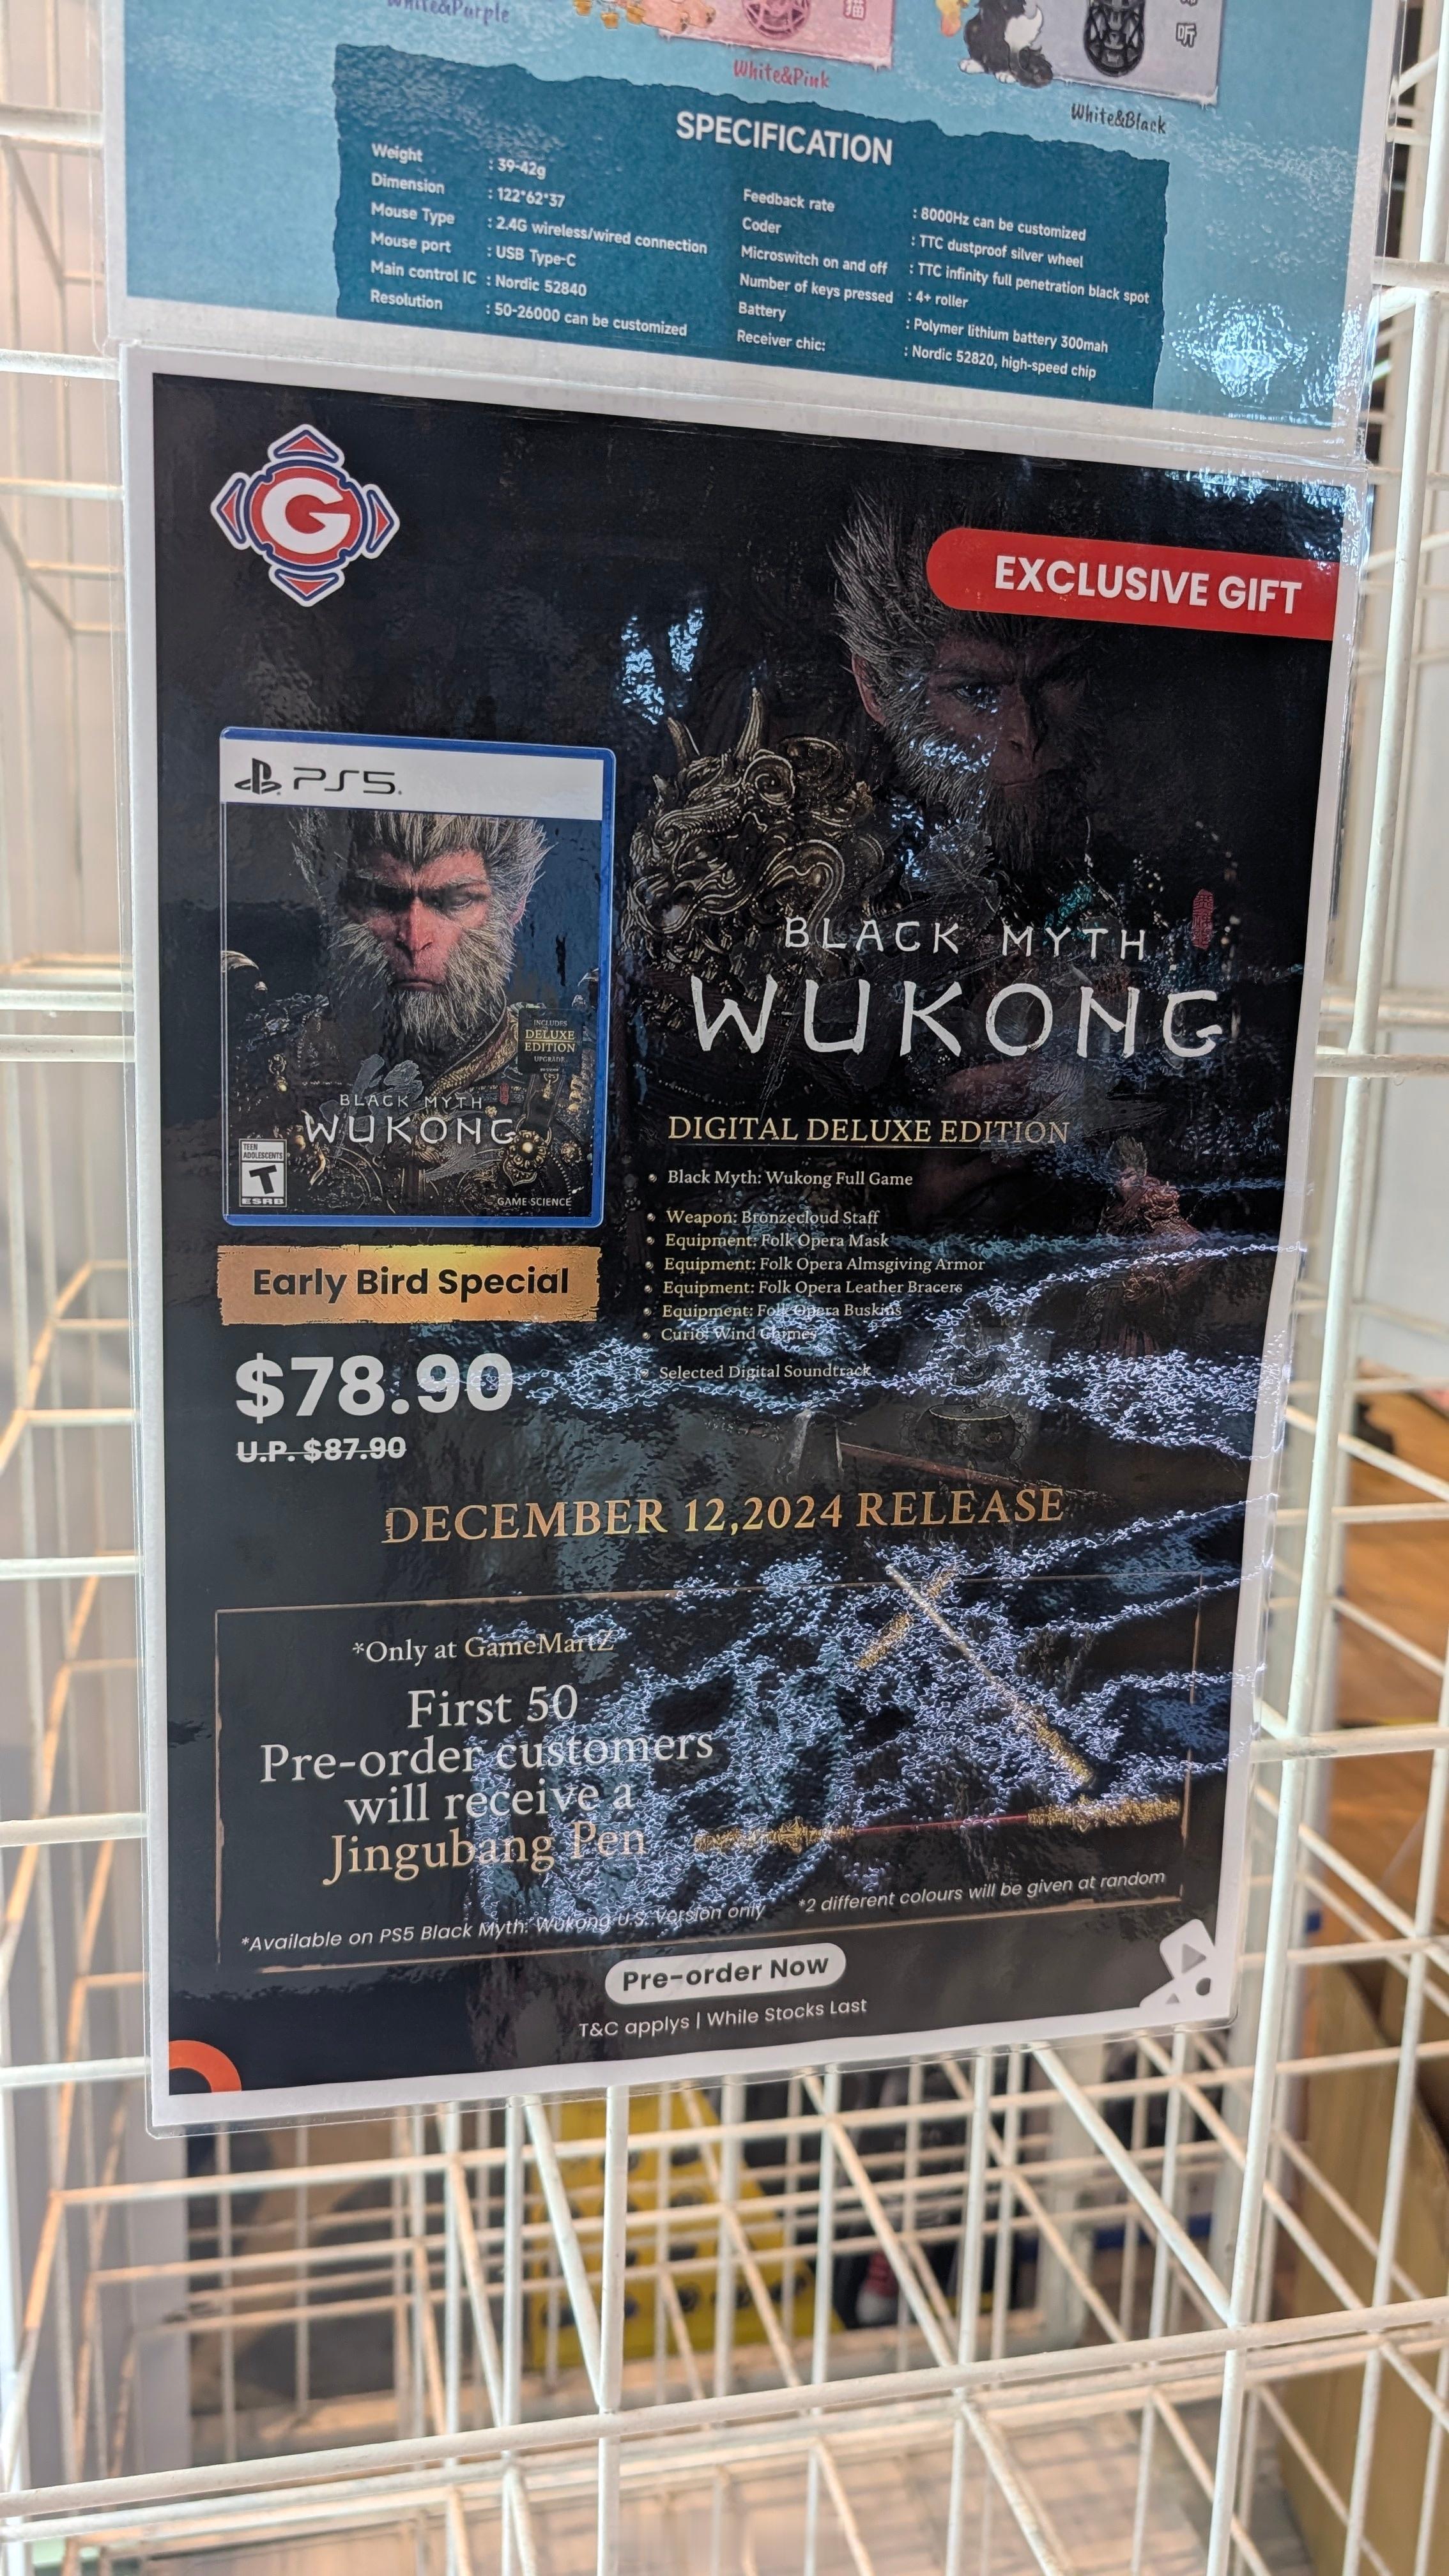 White&Purple
White&Pink
猫
听
White&Black
SPECIFICATION
Weight : 39-42g
Dimension : 122*62*37
Mouse Type : 2.4G wireless/wired connection
Mouse port : USB Type-C
Main control IC : Nordic 52840
Resolution : 50-26000 can be customized
Feedback rate : 8000Hz can be customized
Coder : TTC dustproof silver wheel
Microswitch on and off : TTC infinity full penetration black spot
Number of keys pressed : 4+ roller
Battery : Polymer lithium battery 300mah
Receiver chic: : Nordic 52820, high-speed chip
G
EXCLUSIVE GIFT
PS5
INCLUDES
DELUXE
EDITION
UPGRADE
BLACK MYTH
WUKONG
TEEN
ADOLESCENTS
T
ESRB
GAME SCIENCE
BLACK MYTH
WUKONG
DIGITAL DELUXE EDITION
• Black Myth: Wukong Full Game
• Weapon: Bronzecloud Staff
• Equipment: Folk Opera Mask
• Equipment: Folk Opera Almsgiving Armor
• Equipment: Folk Opera Leather Bracers
• Equipment: Folk Opera Buskins
• Curio: Wind Chimes
• Selected Digital Soundtrack
Early Bird Special
$78.90
U.P. $87.90
DECEMBER 12,2024 RELEASE
*Only at GameMartZ
First 50
Pre-order customers
will receive a
Jingubang Pen
*2 different colours will be given at random
*Available on PS5 Black Myth: Wukong U.S. Version only
Pre-order Now
T&C applys | While Stocks Last